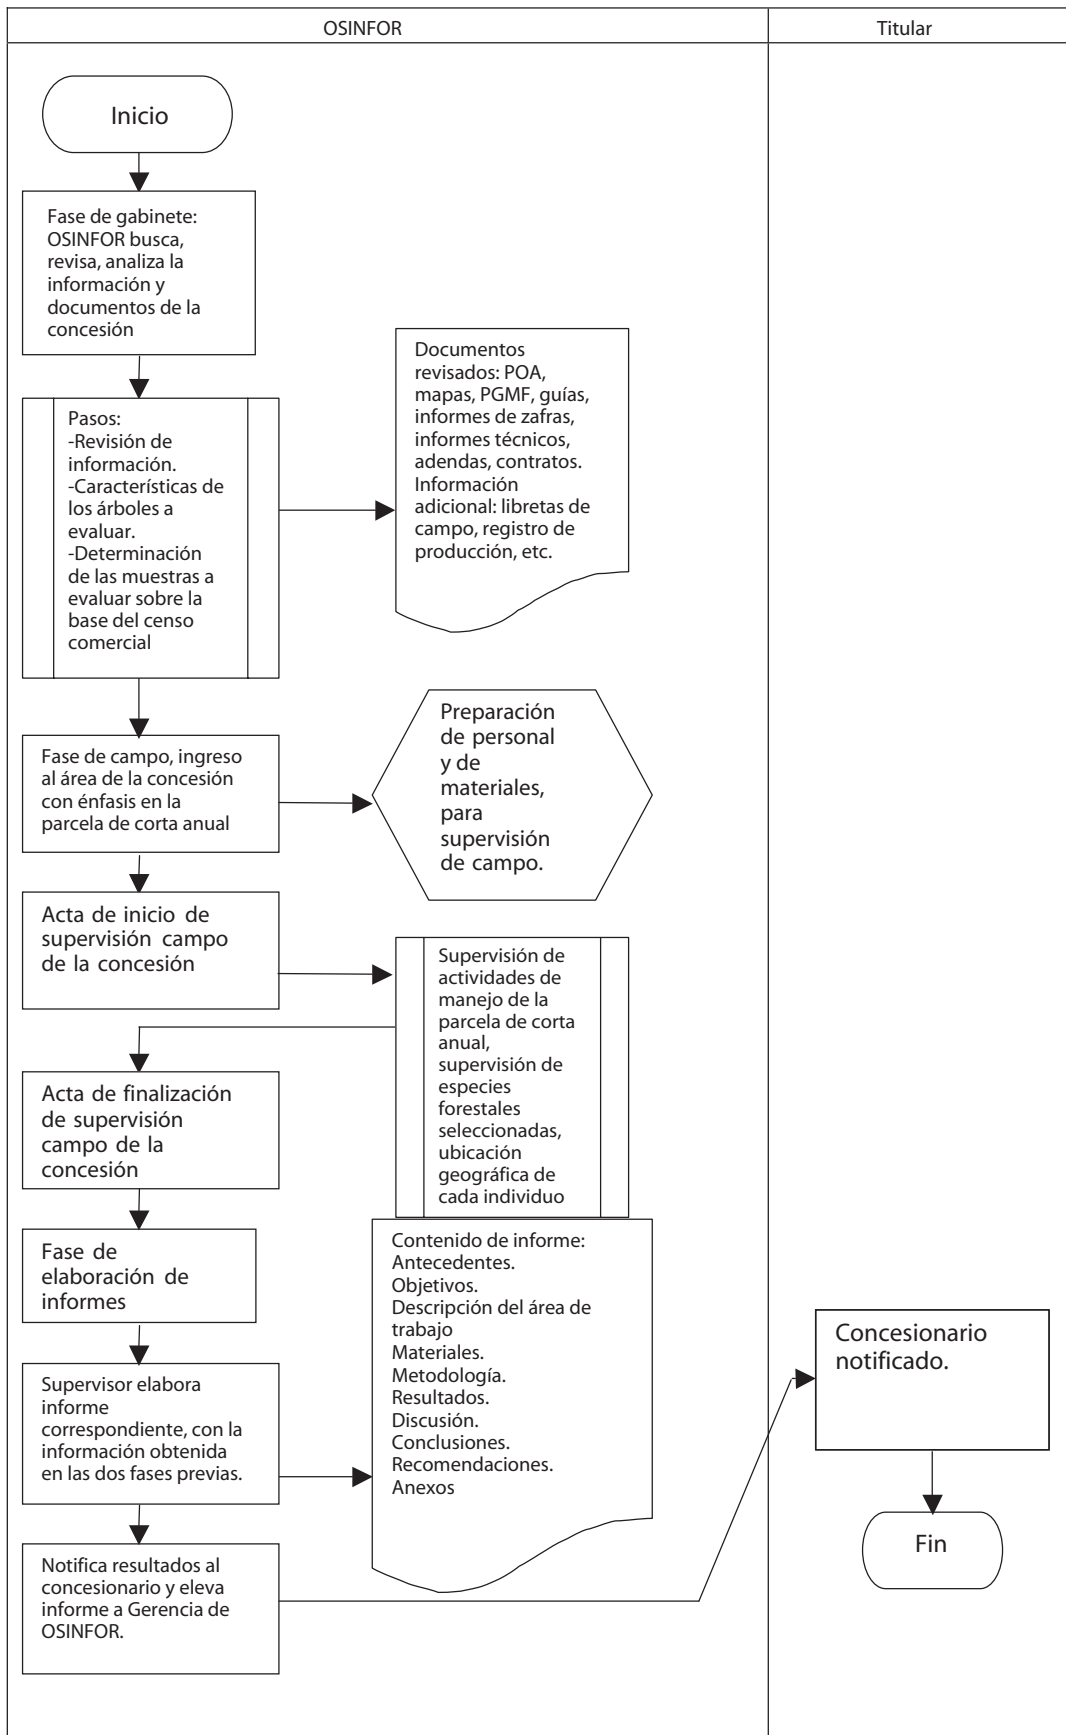 OSINFOR
Titular
Inicio
Fase de gabinete:
OSINFOR busca,
revisa, analiza la
información y
documentos de la
concesión
Pasos:
-Revisión de
información.
-Características de
los árboles a
evaluar.
-Determinación
de las muestras a
evaluar sobre la
base del censo
comercial
Documentos
revisados: POA,
mapas, PGMF, guías,
informes de zafras,
informes técnicos,
adendas, contratos.
Información
adicional: libretas de
campo, registro de
producción, etc.
Fase de campo, ingreso
al área de la concesión
con énfasis en la
parcela de corta anual
Preparación
de personal
y de
materiales,
para
supervisión
de campo.
Acta de inicio de
supervisión campo
de la concesión
Supervisión de
actividades de
manejo de la
parcela de corta
anual,
supervisión de
especies
forestales
seleccionadas,
ubicación
geográfica de
cada individuo
Acta de finalización
de supervisión
campo de la
concesión
Fase de
elaboración de
informes
Supervisor elabora
informe
correspondiente, con la
información obtenida
en las dos fases previas.
Contenido de informe:
Antecedentes.
Objetivos.
Descripción del área de
trabajo
Materiales.
Metodología.
Resultados.
Discusión.
Conclusiones.
Recomendaciones.
Anexos
Notifica resultados al
concesionario y eleva
informe a Gerencia de
OSINFOR.
Concesionario
notificado.
Fin